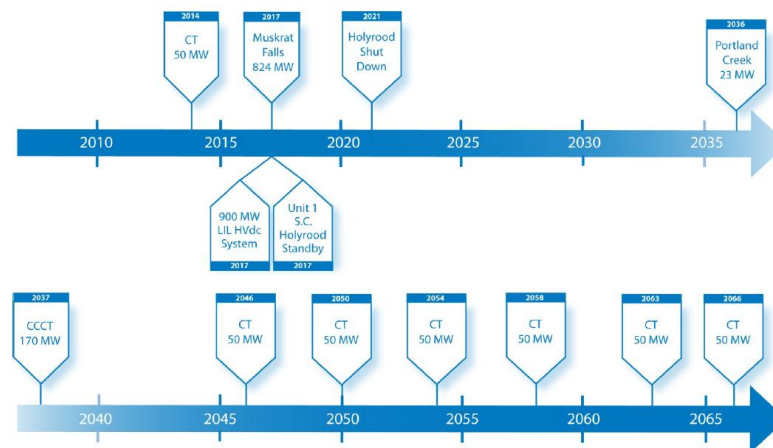 2014
CT
50 MW
2017
Muskrat
Falls
824 MW
2021
Holyrood
Shut
Down
2036
Portland
Creek
23 MW
2010
2015
2020
2025
2030
2035
900 MW
LIL HVdc
System
2017
Unit 1
S.C.
Holyrood
Standby
2017
2037
CCCT
170 MW
2046
CT
50 MW
2050
CT
50 MW
2054
CT
50 MW
2058
CT
50 MW
2063
CT
50 MW
2066
CT
50 MW
2040
2045
2050
2055
2060
2065